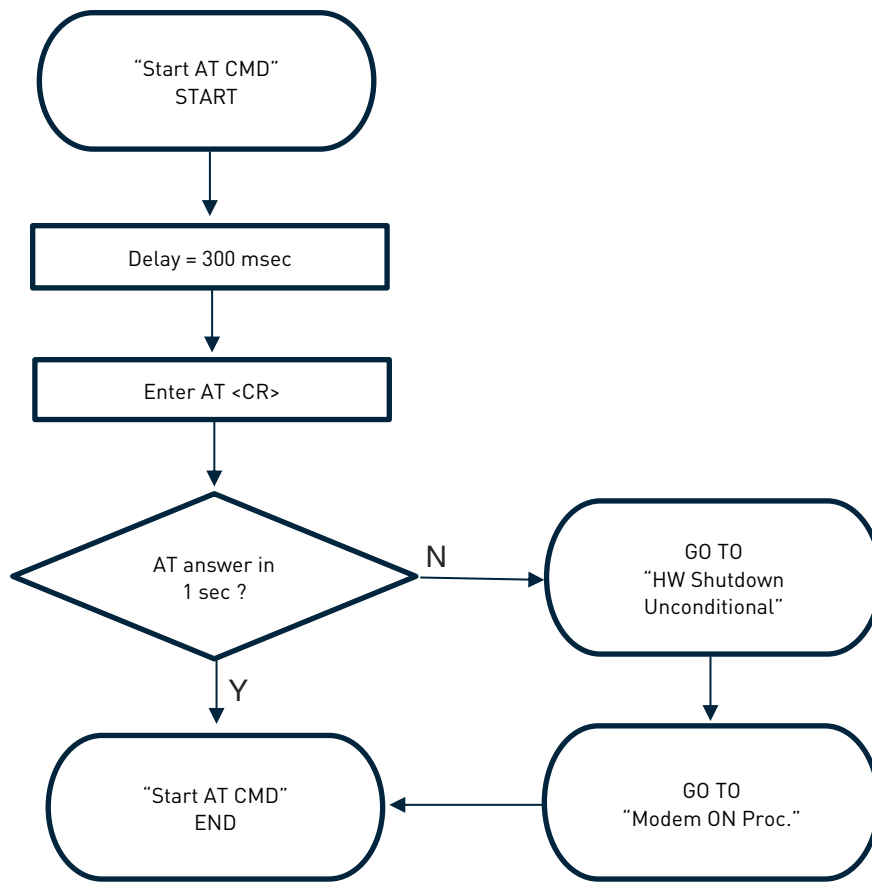 “Start AT CMD”
START
Delay = 300 msec
Enter AT <CR>
AT answer in
1 sec ?
N
GO TO
“HW Shutdown
Unconditional”
Y
GO TO
“Modem ON Proc.”
“Start AT CMD”
END